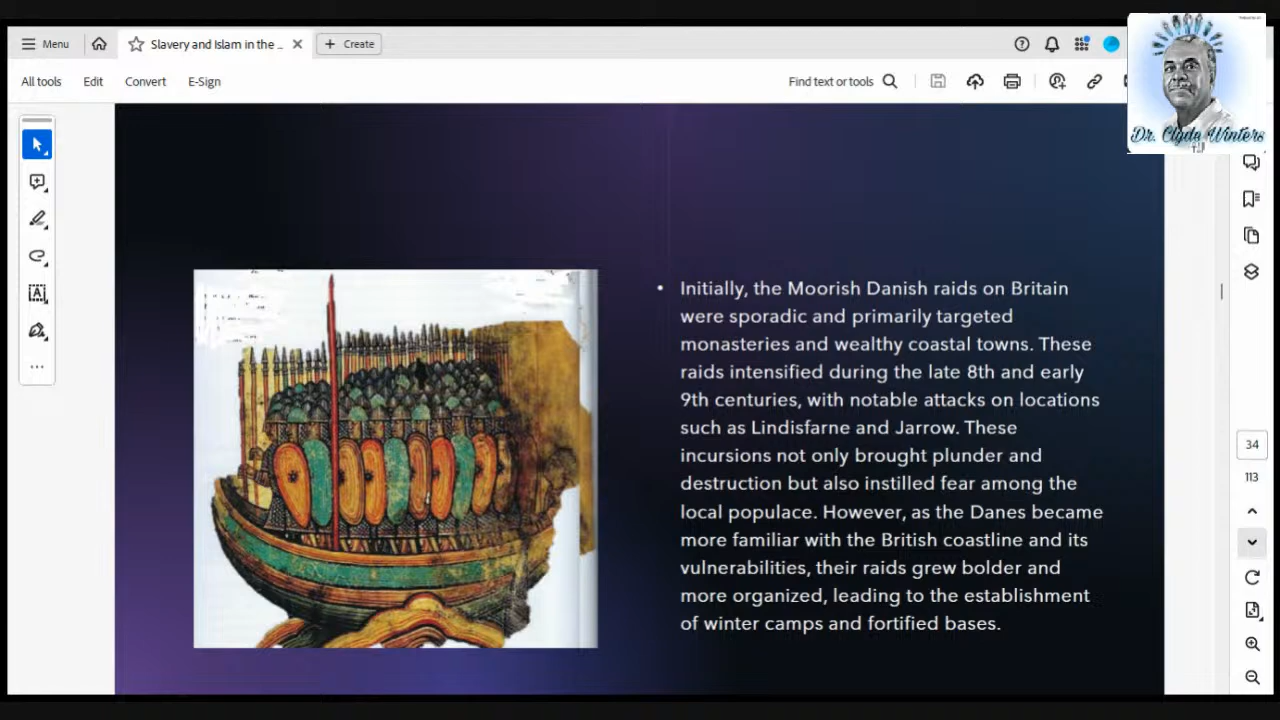 Menu
Slavery and Islam in the ...
Create
All tools
Edit
Convert
E-Sign
Find text or tools
Dr. Clyde Winters
• Initially, the Moorish Danish raids on Britain
were sporadic and primarily targeted
monasteries and wealthy coastal towns. These
raids intensified during the late 8th and early
9th centuries, with notable attacks on locations
such as Lindisfarne and Jarrow. These
incursions not only brought plunder and
destruction but also instilled fear among the
local populace. However, as the Danes became
more familiar with the British coastline and its
vulnerabilities, their raids grew bolder and
more organized, leading to the establishment
of winter camps and fortified bases.
34
113